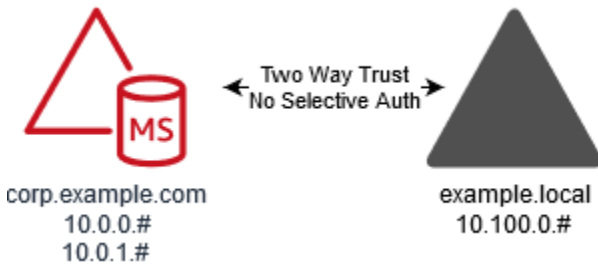 MS
Two Way Trust
No Selective Auth
corp.example.com
10.0.0.#
10.0.1.#
example.local
10.100.0.#